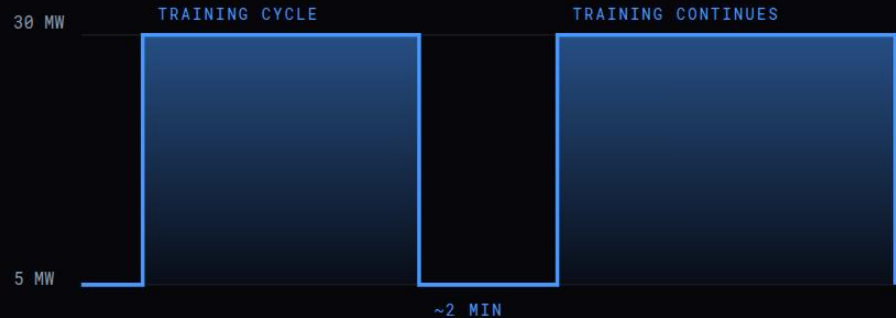 TRAINING CYCLE
TRAINING CONTINUES
30 MW
5 MW
~2 MIN